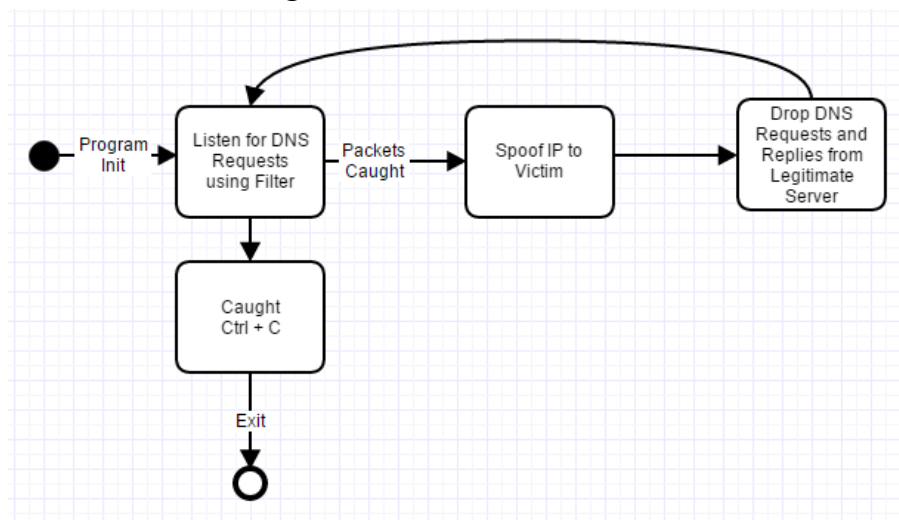 Program
Init
Listen for DNS
Requests
using Filter
Packets
Caught
Spoof IP to
Victim
Drop DNS
Requests and
Replies from
Legitimate
Server
Caught
Ctrl + C
Exit